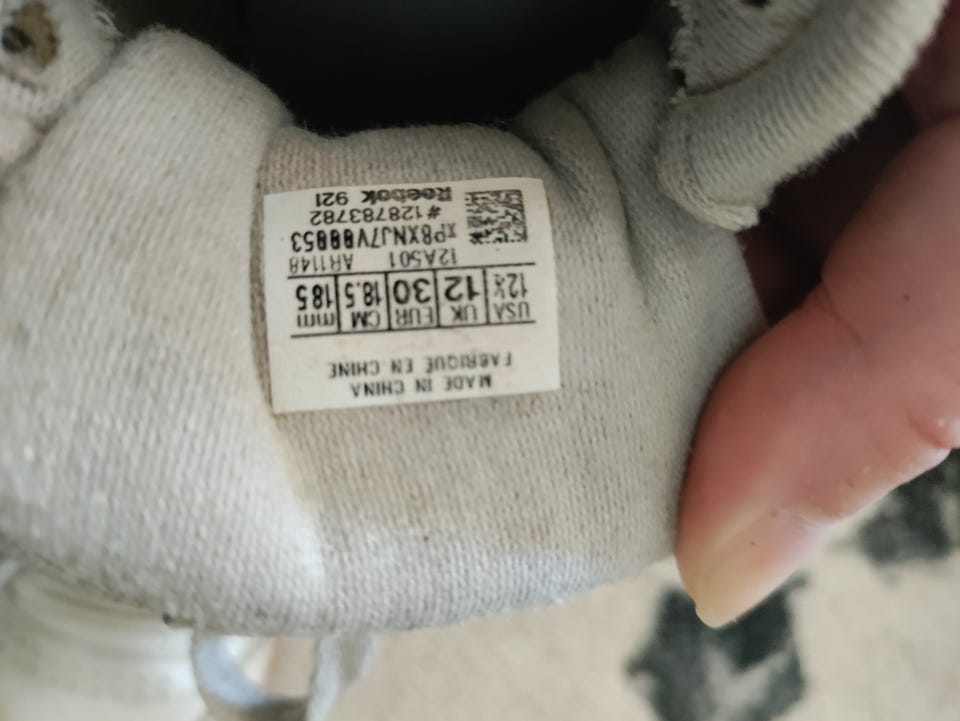 MADE IN CHINA
FABRIQUE EN CHINE
USA UK EUR CM mm
12½ 12 30 18.5 185
12A501 AR1148
XP8XNJ7V00053
#128783782
Reebok 921